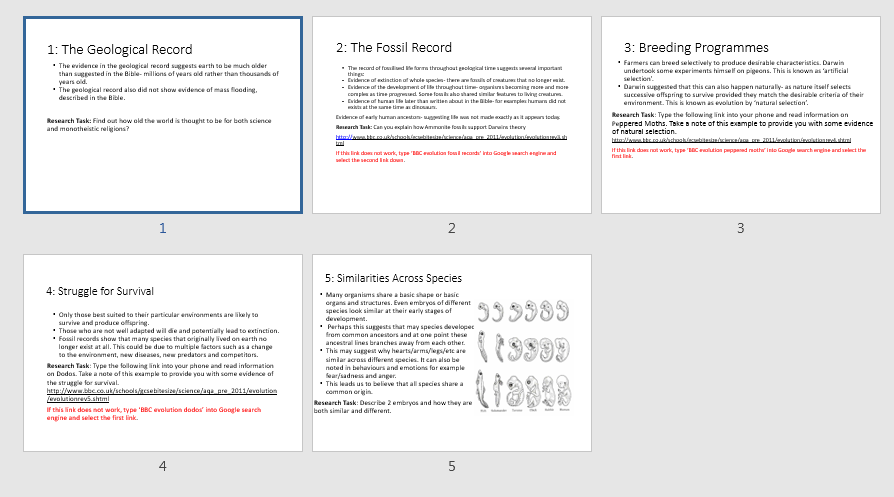 1: The Geological Record
• The evidence in the geological record suggests earth to be much older
than suggested in the Bible- millions of years old rather than thousands of
years old.
• The geological record also did not show evidence of mass flooding,
described in the Bible.
Research Task: Find out how old the world is thought to be for both science
and monotheistic religions?
1
2: The Fossil Record
• The record of fossilised life forms throughout geological time suggests several important
things:
• Evidence of extinction of whole species- there are fossils of creatures that no longer exist.
• Evidence of the development of life throughout time- organisms becoming more and more
complex as time progressed. Some fossils also shared similar features to living creatures.
• Evidence of human life later than written about in the Bible- for examples humans did not
exist at the same time as dinosaurs.
Evidence of early human ancestors- suggesting life was not made exactly as it appears today.
Research Task: Can you explain how Ammonite fossils support Darwins theory
http://www.bbc.co.uk/schools/gcsebitesize/science/aqa_pre_2011/evolution/evolutionrev3.sh
tml
If this link does not work, type 'BBC evolution fossil records' into Google search engine and
select the second link down.
2
3: Breeding Programmes
• Farmers can breed selectively to produce desirable characteristics. Darwin
undertook some experiments himself on pigeons. This is known as 'artificial
selection'.
• Darwin suggested that this can also happen naturally- as nature itself selects
successive offspring to survive provided they match the desirable criteria of their
environment. This is known as evolution by 'natural selection'.
Research Task: Type the following link into your phone and read information on
Peppered Moths. Take a note of this example to provide you with some evidence
of natural selection.
http://www.bbc.co.uk/schools/gcsebitesize/science/aqa_pre_2011/evolution/evolutionrev4.shtml
If this link does not work, type 'BBC evolution peppered moths' into Google search engine and select the
first link.
3
4: Struggle for Survival
• Only those best suited to their particular environments are likely to
survive and produce offspring.
• Those who are not well adapted will die and potentially lead to extinction.
• Fossil records show that many species that originally lived on earth no
longer exist at all. This could be due to multiple factors such as a change
to the environment, new diseases, new predators and competitors.
Research Task: Type the following link into your phone and read information
on Dodos. Take a note of this example to provide you with some evidence of
the struggle for survival.
http://www.bbc.co.uk/schools/gcsebitesize/science/aqa_pre_2011/evolution
/evolutionrev5.shtml
If this link does not work, type 'BBC evolution dodos' into Google search
engine and select the first link.
4
5: Similarities Across Species
• Many organisms share a basic shape or basic
organs and structures. Even embryos of different
species look similar at their early stages of
development.
• Perhaps this suggests that may species developed
from common ancestors and at one point these
ancestral lines branches away from each other.
• This may suggest why hearts/arms/legs/etc are
similar across different species. It can also be
noted in behaviours and emotions for example
fear/sadness and anger.
• This leads us to believe that all species share a
common origin.
Research Task: Describe 2 embryos and how they are
both similar and different.
5